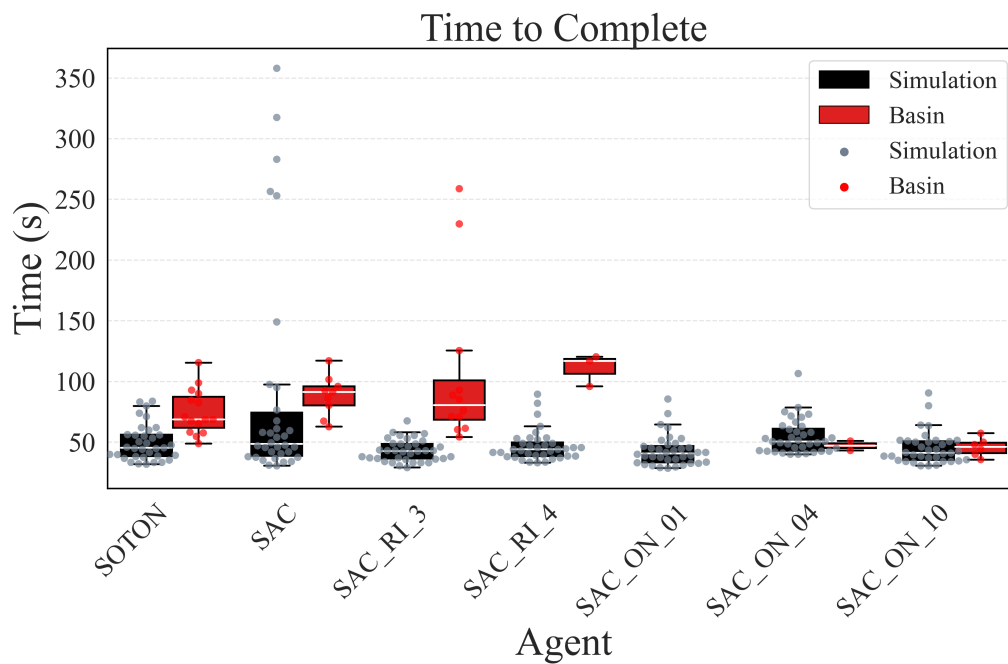 Time to Complete
Simulation
Basin
Simulation
Basin
Time (s)
350
300
250
200
150
100
50
SOTON
SAC
SAC_RI_3
SAC_RI_4
SAC_ON_01
SAC_ON_04
SAC_ON_10
Agent